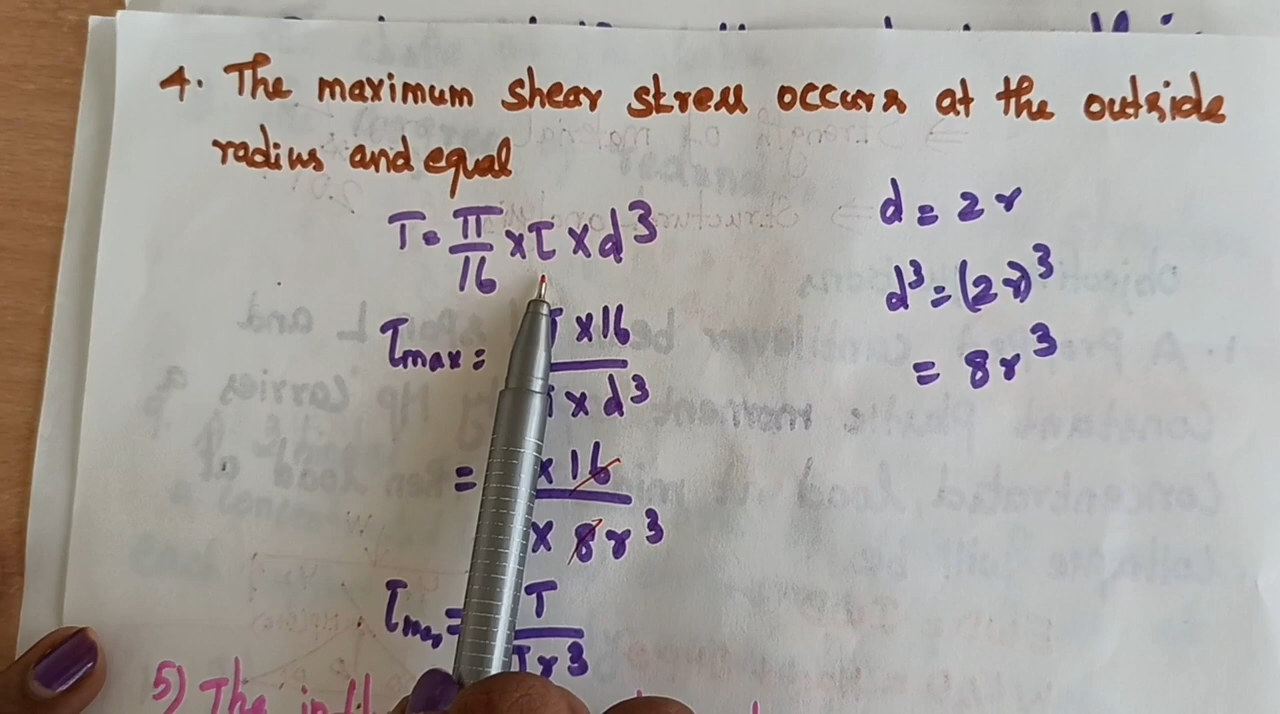 4. The maximum shear stress occurs at the outside
radius and equal
T = π/16 × τ × d³
d = 2r
d³ = (2r)³
= 8r³
τmax = × 16 / × d³
= × 16 / × 8r³
τmax = T / πr³
5) The